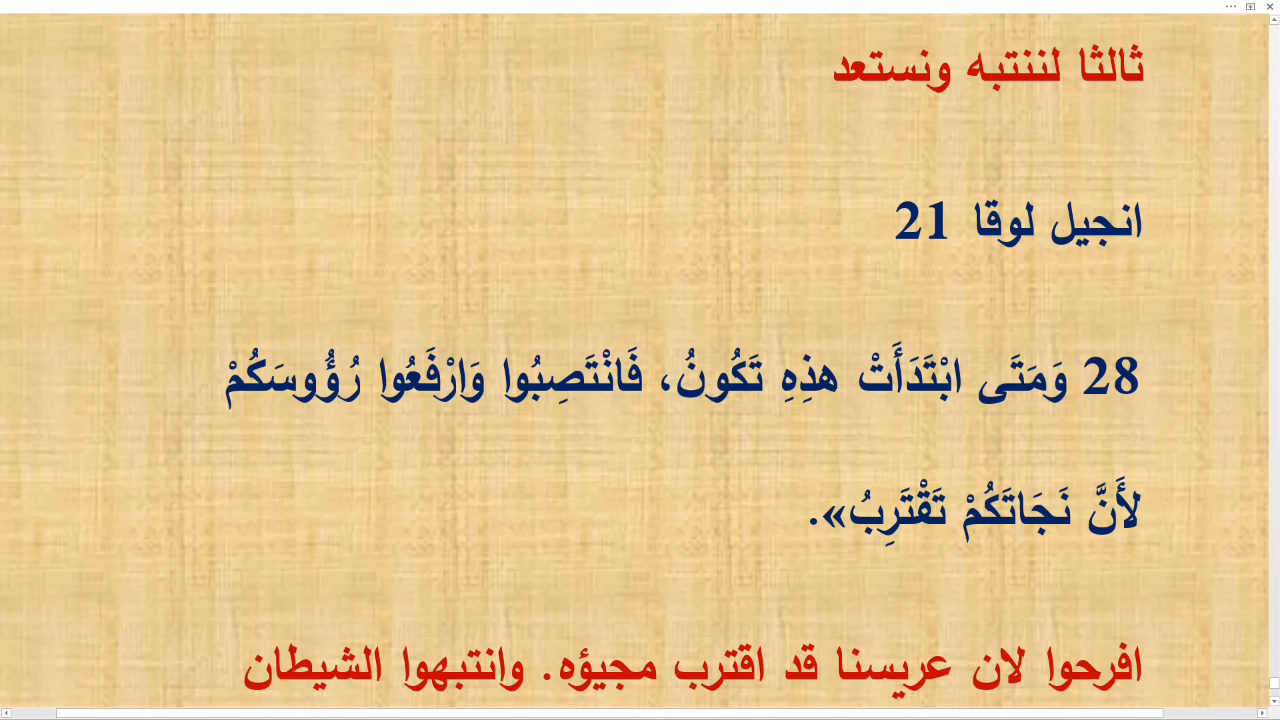 ثالثا لننتبه ونستعد
انجيل لوقا 21
28 وَمَتَى ابْتَدَأَتْ هذِهِ تَكُونُ، فَانْتَصِبُوا وَارْفَعُوا رُؤُوسَكُمْ
لأَنَّ نَجَاتَكُمْ تَقْتَرِبُ».
افرحوا لان عريسنا قد اقترب مجيؤه. وانتبهوا الشيطان